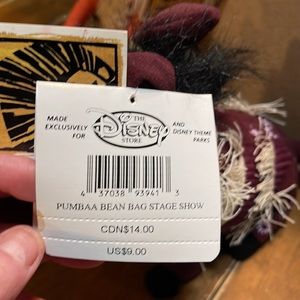 MADE EXCLUSIVELY FOR
THE
DISNEY
STORE
AND DISNEY THEME PARKS
4 37038 93941 3
PUMBAA BEAN BAG STAGE SHOW
CDN$14.00
US$9.00